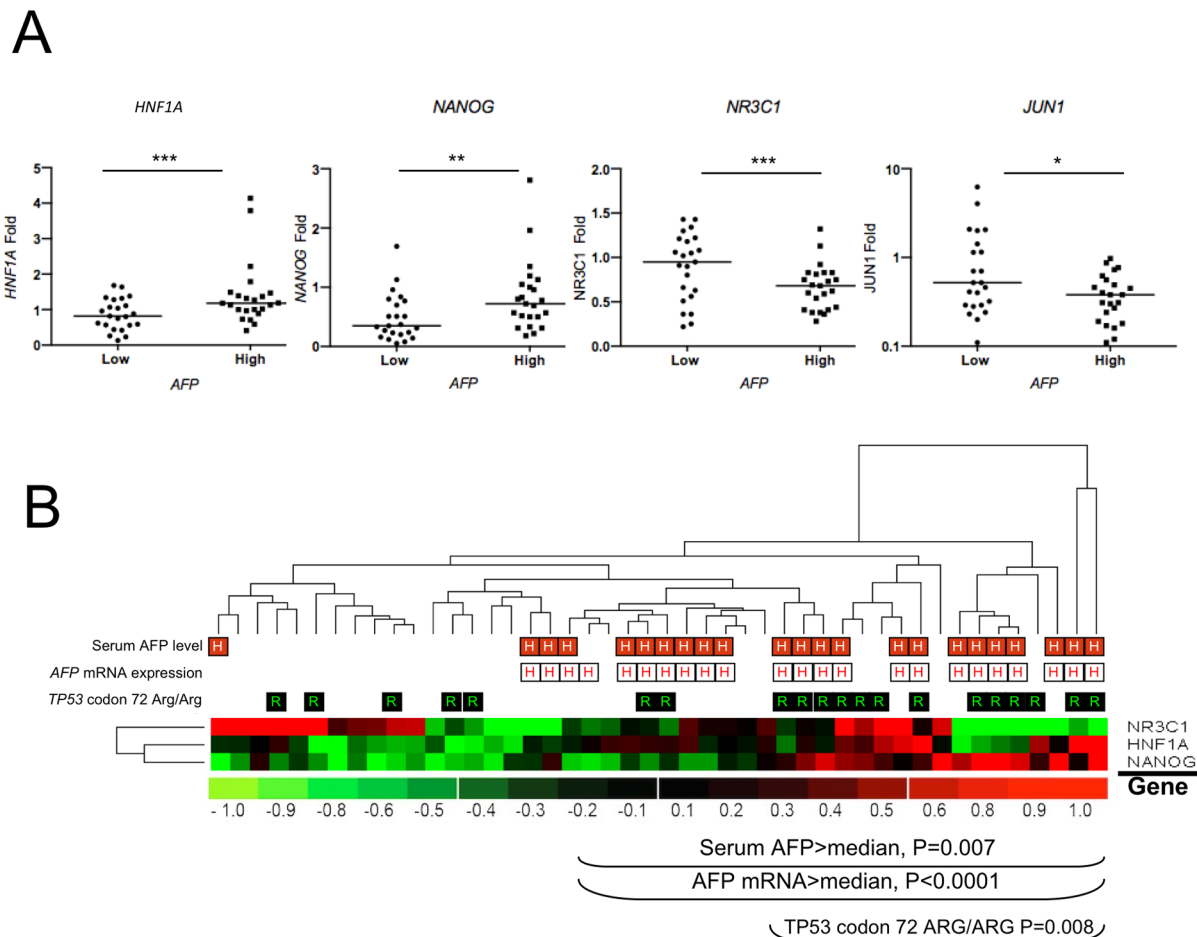 A
HNF1A NANOG NR3C1 JUN1
*** ** *** *
5 4 3 2 1 0
HNF1A Fold
3 2 1 0
NANOG Fold
2.0 1.5 1.0 0.5 0.0
NR3C1 Fold
10 1 0.1
JUN1 Fold
Low High Low High Low High Low High
AFP AFP AFP AFP
B
Serum AFP level H H H H H H H H H H H H H H H H H H H H H H H
AFP mRNA expression H H H H H H H H H H H H H H H H H H H H H H H
TP53 codon 72 Arg/Arg R R R R R R R R R R R R R R R R R R R
NR3C1
HNF1A
NANOG
Gene
- 1.0 -0.9 -0.8 -0.6 -0.5 -0.4 -0.3 -0.2 -0.1 0.1 0.2 0.3 0.4 0.5 0.6 0.8 0.9 1.0
Serum AFP>median, P=0.007
AFP mRNA>median, P<0.0001
TP53 codon 72 ARG/ARG P=0.008